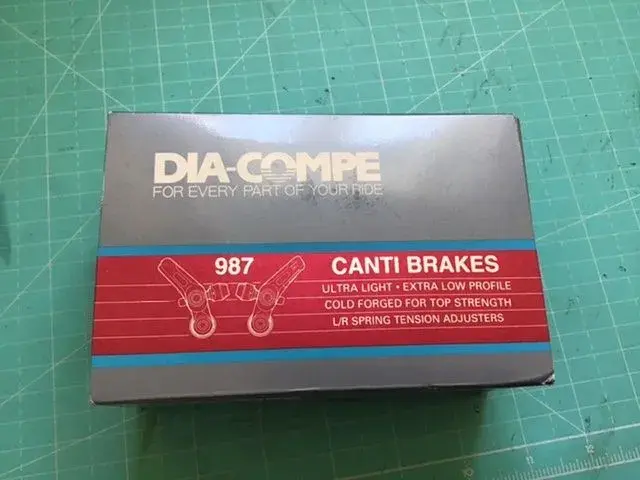 DIA-COMPE
FOR EVERY PART OF YOUR RIDE
987
CANTI BRAKES
ULTRA LIGHT • EXTRA LOW PROFILE
COLD FORGED FOR TOP STRENGTH
L/R SPRING TENSION ADJUSTERS